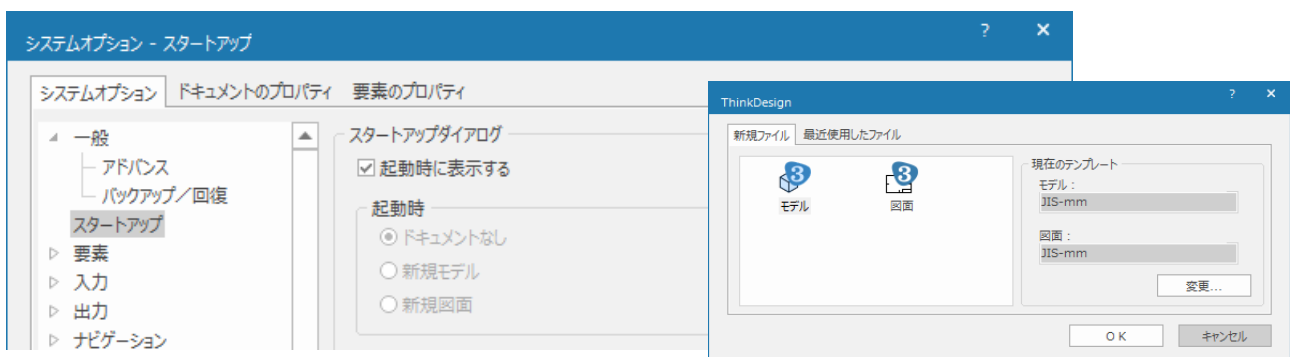 システムオプション - スタートアップ
? ×
システムオプション ドキュメントのプロパティ 要素のプロパティ
一般
アドバンス
バックアップ／回復
スタートアップ
要素
入力
出力
ナビゲーション
スタートアップダイアログ
起動時に表示する
起動時
ドキュメントなし
新規モデル
新規図面
ThinkDesign
? ×
新規ファイル 最近使用したファイル
3 3
モデル 図面
現在のテンプレート
モデル：
JIS-mm
図面：
JIS-mm
変更...
OK キャンセル